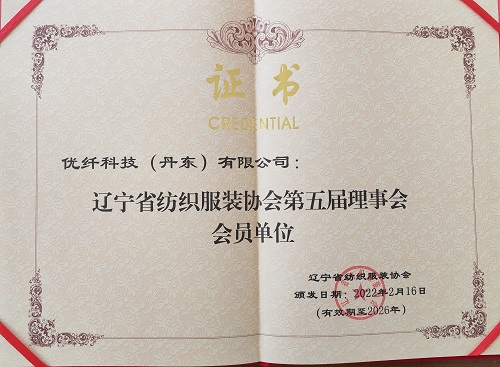 证书
CREDENTIAL
优纤科技（丹东）有限公司：
辽宁省纺织服装协会第五届理事会
会员单位
辽宁省纺织服装协会
颁发日期：2022年2月16日
（有效期至2026年）